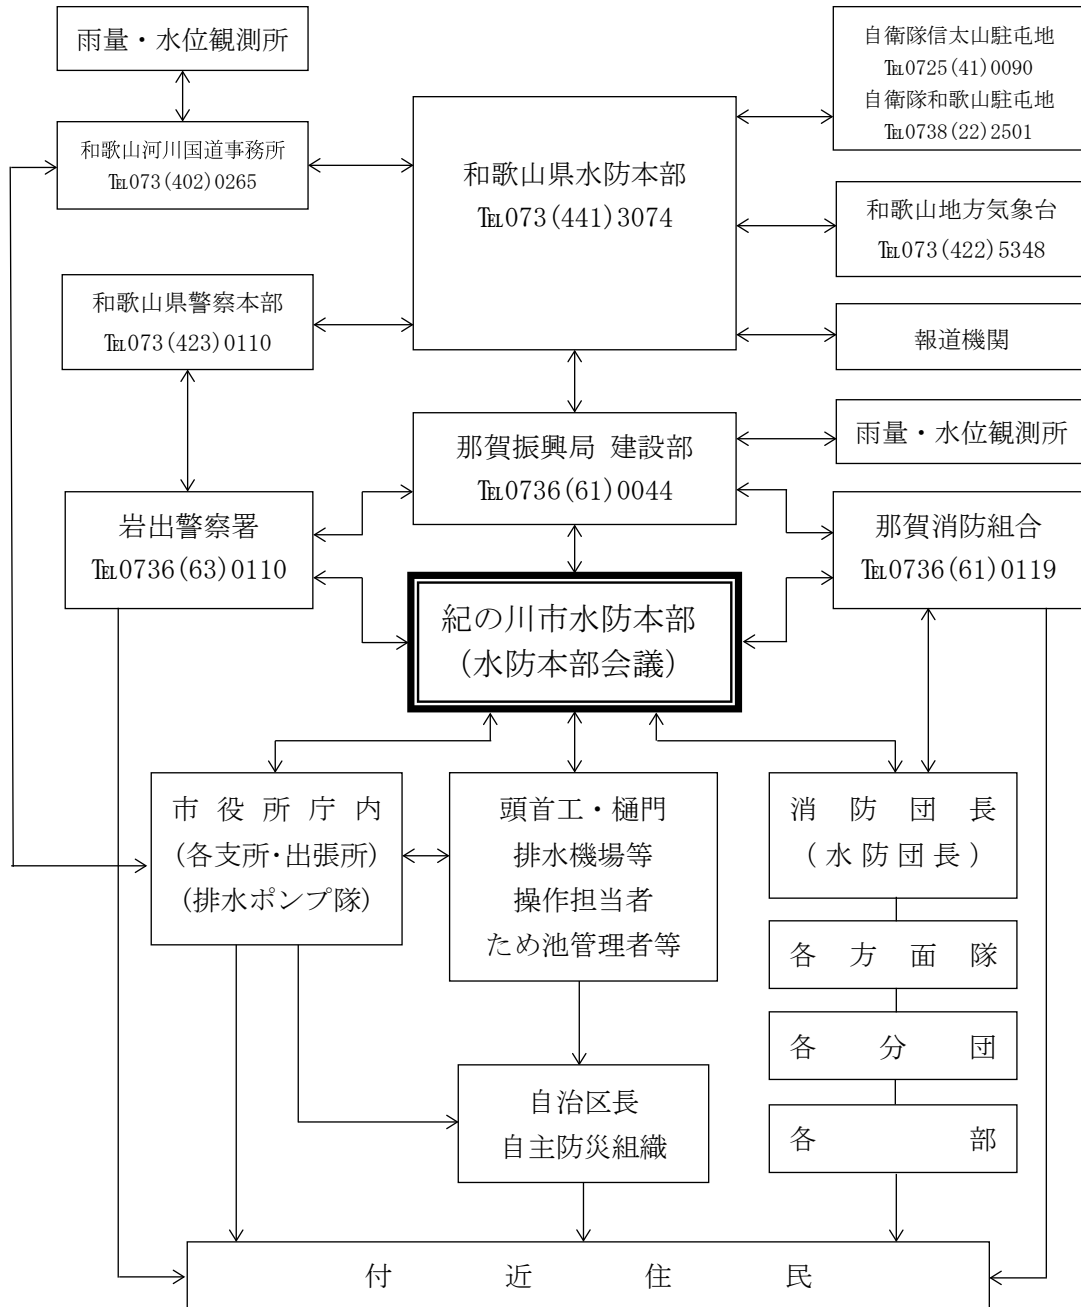 雨量・水位観測所
自衛隊信太山駐屯地
℡0725(41)0090
自衛隊和歌山駐屯地
℡0738(22)2501
和歌山河川国道事務所
℡073(402)0265
和歌山県水防本部
℡073(441)3074
和歌山地方気象台
℡073(422)5348
和歌山県警察本部
℡073(423)0110
報道機関
那賀振興局 建設部
℡0736(61)0044
雨量・水位観測所
岩出警察署
℡0736(63)0110
那賀消防組合
℡0736(61)0119
紀の川市水防本部
(水防本部会議)
市役所庁内
(各支所・出張所)
(排水ポンプ隊)
頭首工・樋門
排水機場等
操作担当者
ため池管理者等
消防団長
(水防団長)
各方面隊
各分団
各部
自治区長
自主防災組織
付近住民